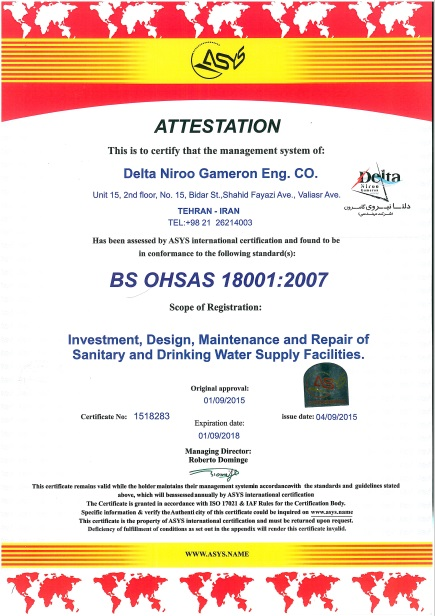 ASYS
ATTESTATION
This is to certify that the management system of:
Delta Niroo Gameron Eng. CO.
Unit 15, 2nd floor, No. 15, Bidar St.,Shahid Fayazi Ave., Valiasr Ave.
TEHRAN - IRAN
TEL:+98 21 26214003
Delta
Niroo
Gameron
دلتا نیروی گامرون
(شرکت مهندسی)
Has been assessed by ASYS international certification and found to be
in conformance to the following standard(s):
BS OHSAS 18001:2007
Scope of Registration:
Investment, Design, Maintenance and Repair of
Sanitary and Drinking Water Supply Facilities.
Original approval:
01/09/2015
Certificate No: 1518283
issue date: 04/09/2015
Expiration date:
01/09/2018
Managing Director:
Roberto Dominge
This certificate remains valid while the holder maintains their management systemin accordancewith the standards and guidelines stated
above, which will beassessed annually by ASYS international certification
The Certificate is granted in accordance with ISO 17021 & IAF Rules for the Certification Body.
Specific information & verify the Authenticity of this certificate could be inquired on www.asys.name
This certificate is the property of ASYS international certification and must be returned upon request.
Deficiency of fulfillment of conditions as set out in the appendix will render this certificate invalid.
WWW.ASYS.NAME